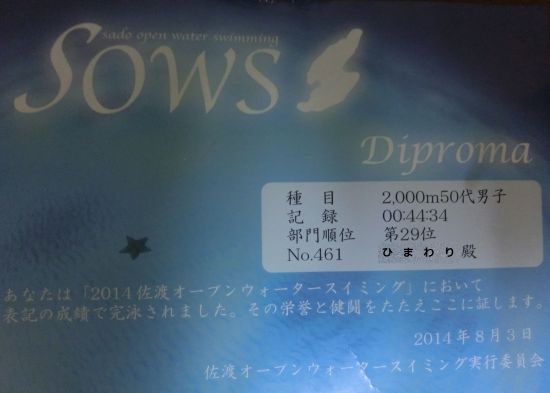 sado open water swimming
SOWS
Diproma
種 目 2,000m50代男子
記 録 00:44:34
部門順位 第29位
No.461 ひまわり 殿
あなたは「2014佐渡オープンウォータースイミング」において
表記の成績で完泳されました。その栄誉と健闘をたたえここに証します。
2014年8月3日
佐渡オープンウォータースイミング実行委員会